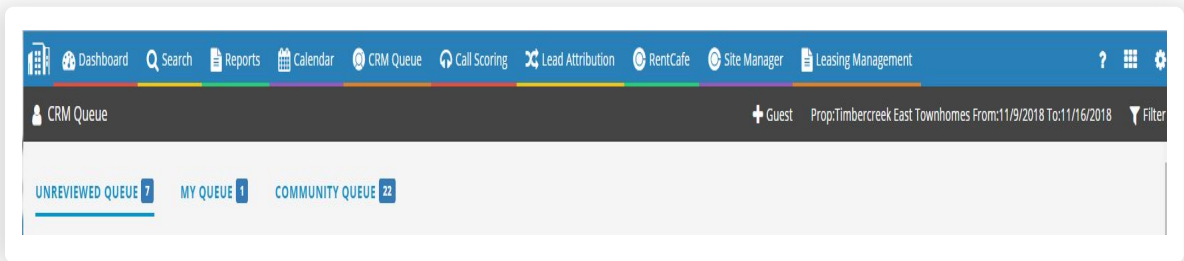 Dashboard Search Reports Calendar CRM Queue Call Scoring Lead Attribution RentCafe Site Manager Leasing Management ?
CRM Queue Guest Prop:Timbercreek East Townhomes From:11/9/2018 To:11/16/2018 Filter
UNREVIEWED QUEUE 7 MY QUEUE 1 COMMUNITY QUEUE 22